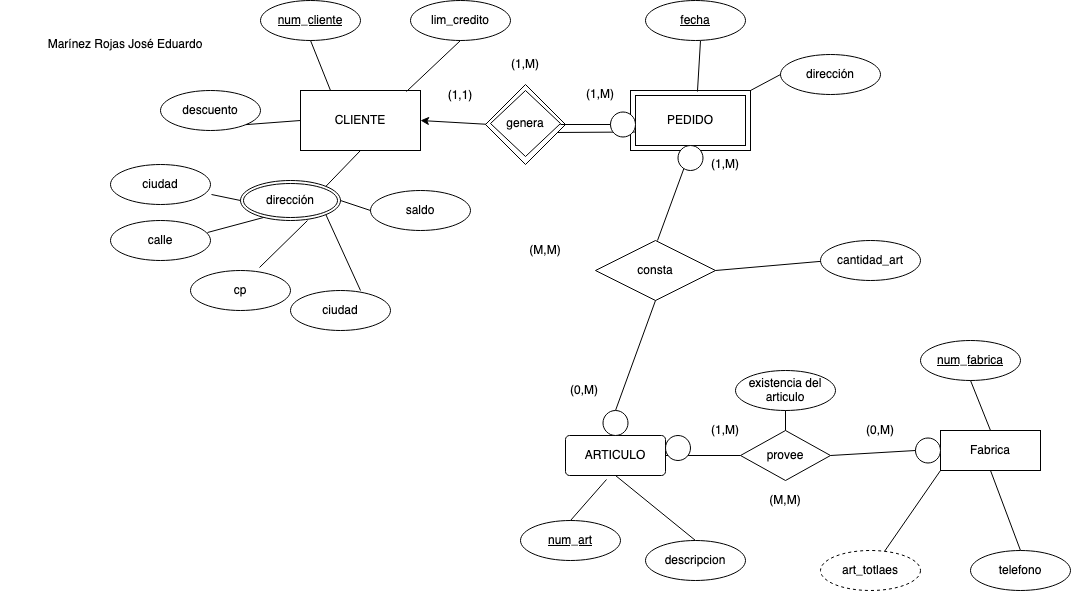 num_cliente
lim_credito
fecha
Marínez Rojas José Eduardo
(1,M)
dirección
(1,1)
(1,M)
descuento
CLIENTE
genera
PEDIDO
(1,M)
ciudad
dirección
saldo
calle
(M,M)
consta
cantidad_art
cp
ciudad
num_fabrica
existencia del
articulo
(0,M)
(1,M)
(0,M)
ARTICULO
provee
Fabrica
(M,M)
num_art
descripcion
art_totlaes
telefono